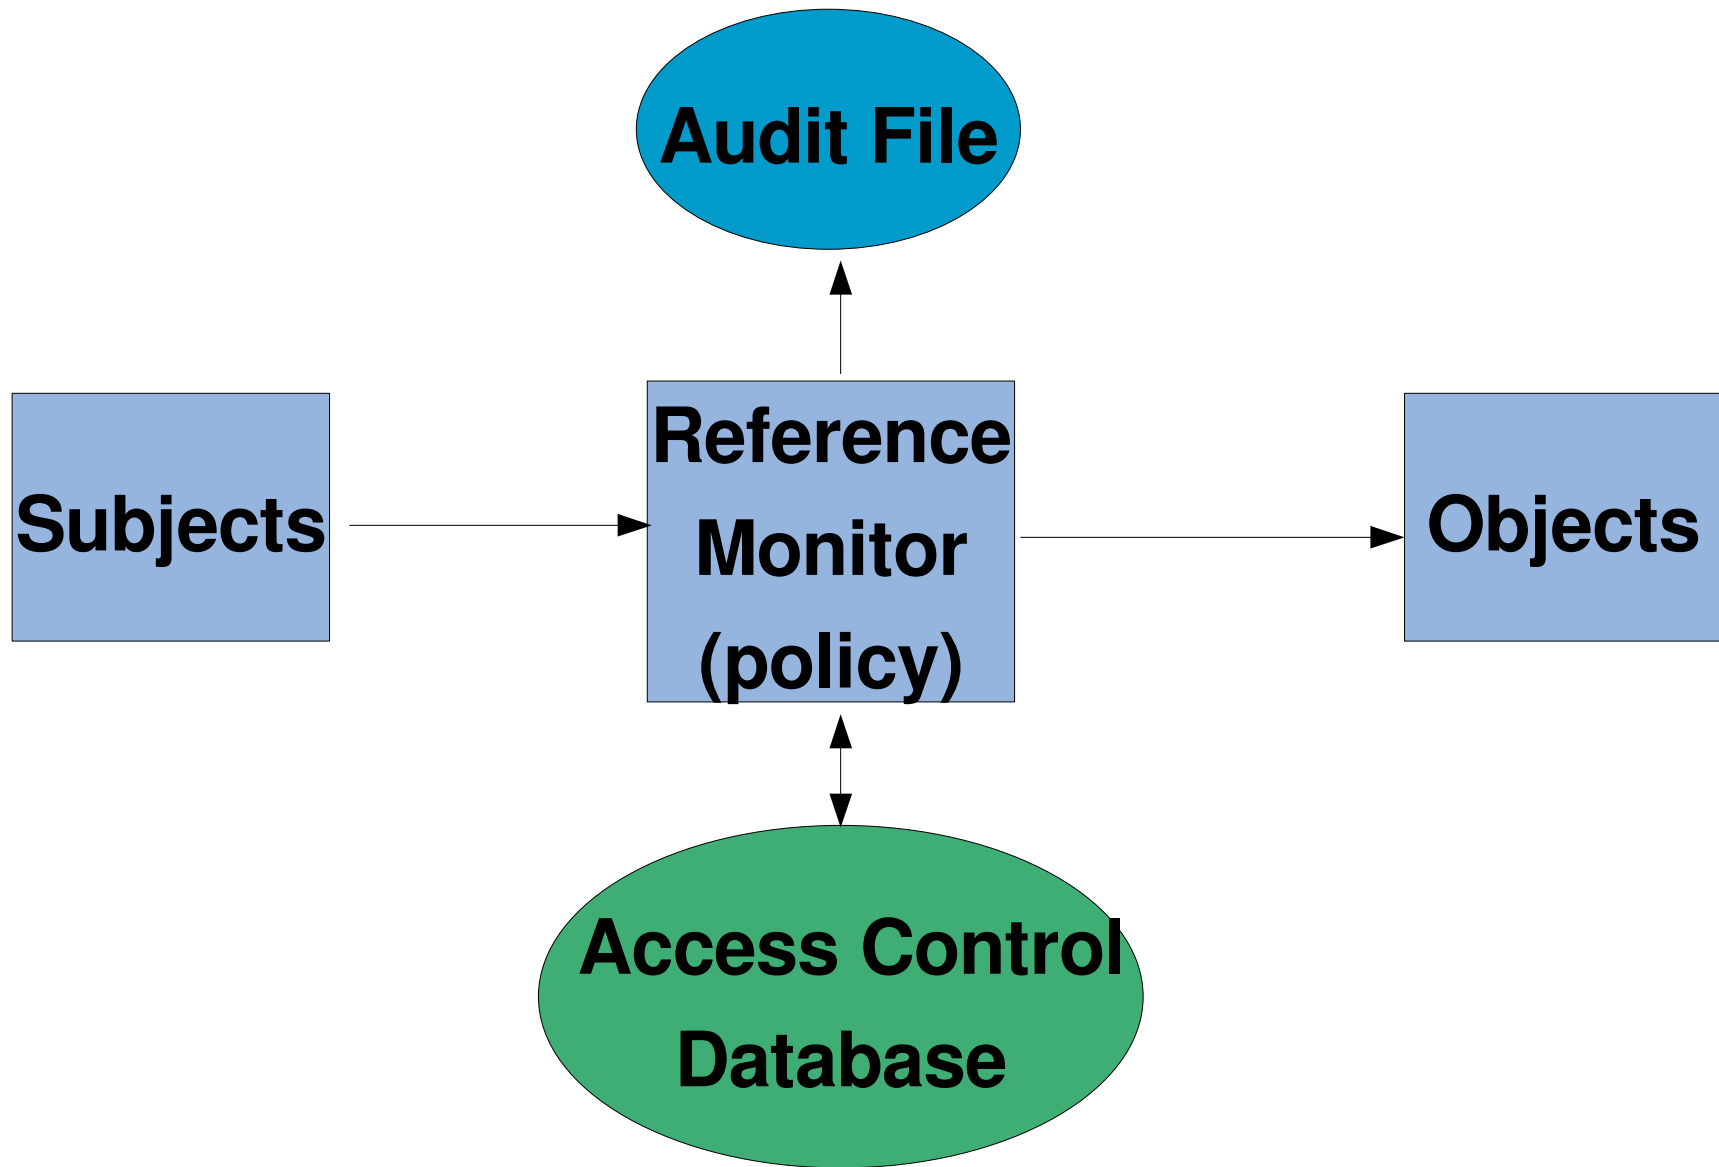 Audit File
Subjects
Reference
Monitor
(policy)
Objects
Access Control
Database